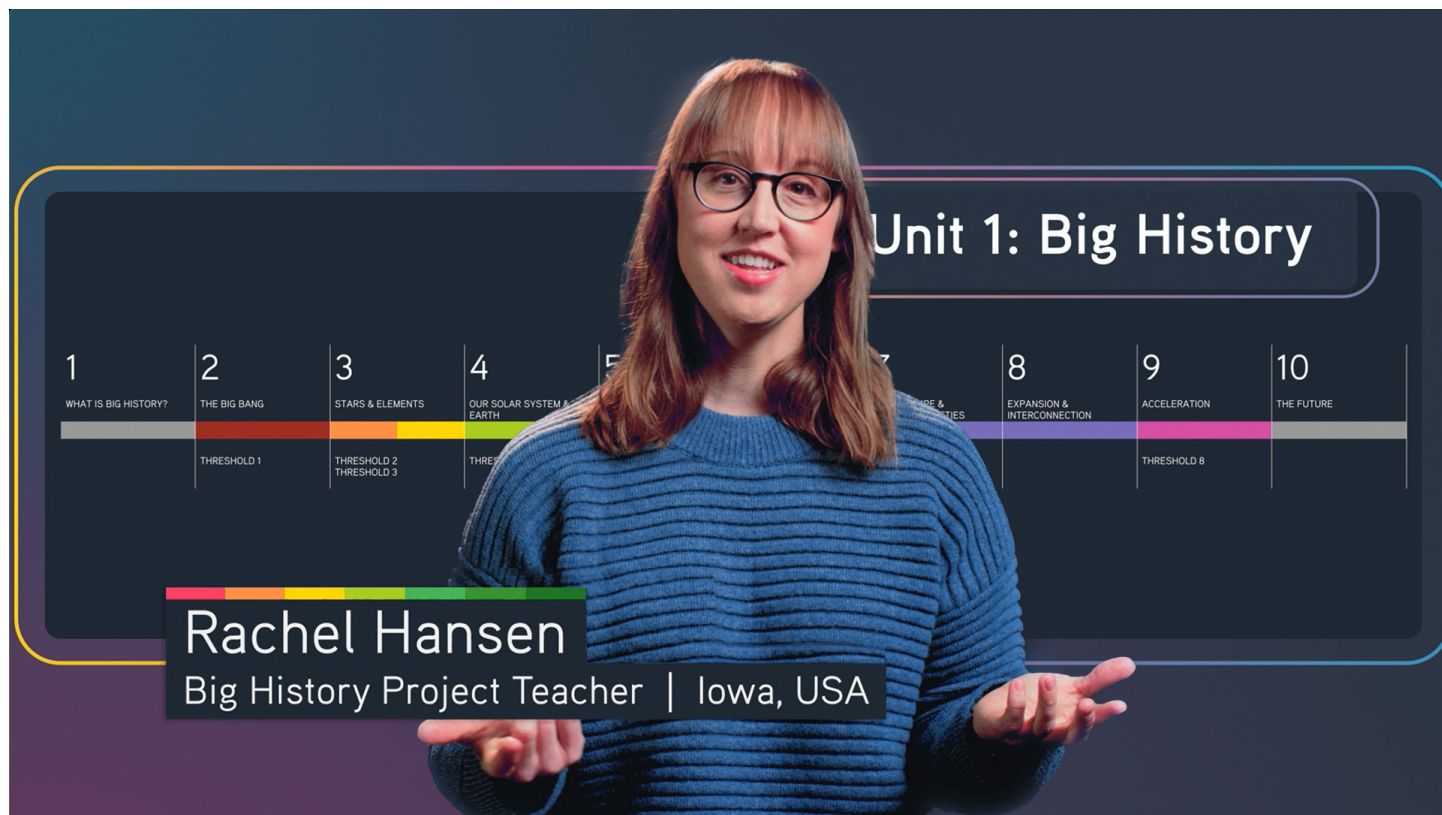 Unit 1: Big History
1
2
3
4
8
9
10
WHAT IS BIG HISTORY?
THE BIG BANG
STARS & ELEMENTS
OUR SOLAR SYSTEM &
EARTH
EXPANSION &
INTERCONNECTION
ACCELERATION
THE FUTURE
THRESHOLD 1
THRESHOLD 2
THRESHOLD 3
THRESHOLD 8
Rachel Hansen
Big History Project Teacher | Iowa, USA